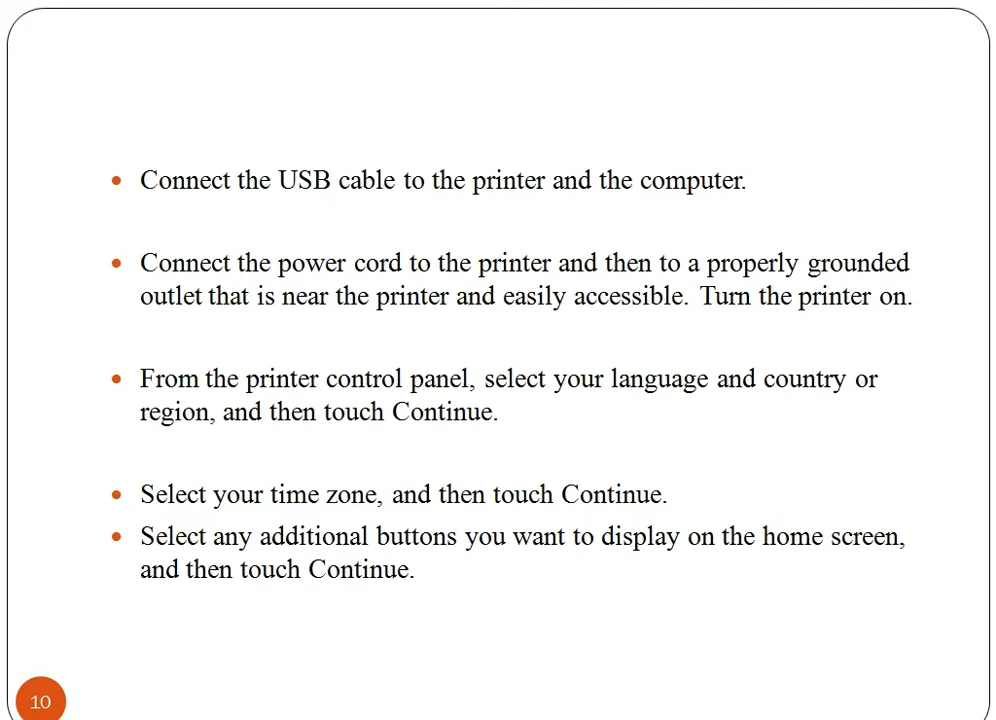 • Connect the USB cable to the printer and the computer.
• Connect the power cord to the printer and then to a properly grounded
outlet that is near the printer and easily accessible. Turn the printer on.
• From the printer control panel, select your language and country or
region, and then touch Continue.
• Select your time zone, and then touch Continue.
• Select any additional buttons you want to display on the home screen,
and then touch Continue.
10